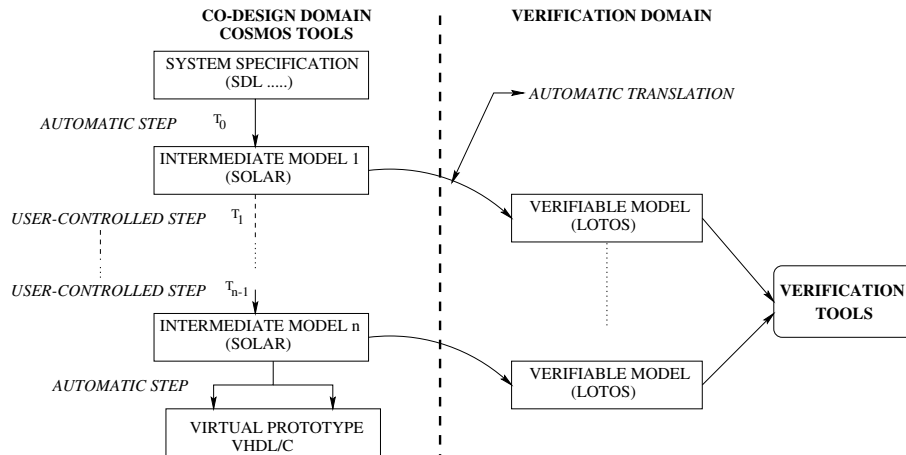 CO-DESIGN DOMAIN
COSMOS TOOLS
VERIFICATION DOMAIN
SYSTEM SPECIFICATION
(SDL .....)
AUTOMATIC TRANSLATION
AUTOMATIC STEP
T0
INTERMEDIATE MODEL 1
(SOLAR)
USER-CONTROLLED STEP
T1
VERIFIABLE MODEL
(LOTOS)
USER-CONTROLLED STEP
Tn-1
VERIFICATION
TOOLS
INTERMEDIATE MODEL n
(SOLAR)
AUTOMATIC STEP
VERIFIABLE MODEL
(LOTOS)
VIRTUAL PROTOTYPE
VHDL/C